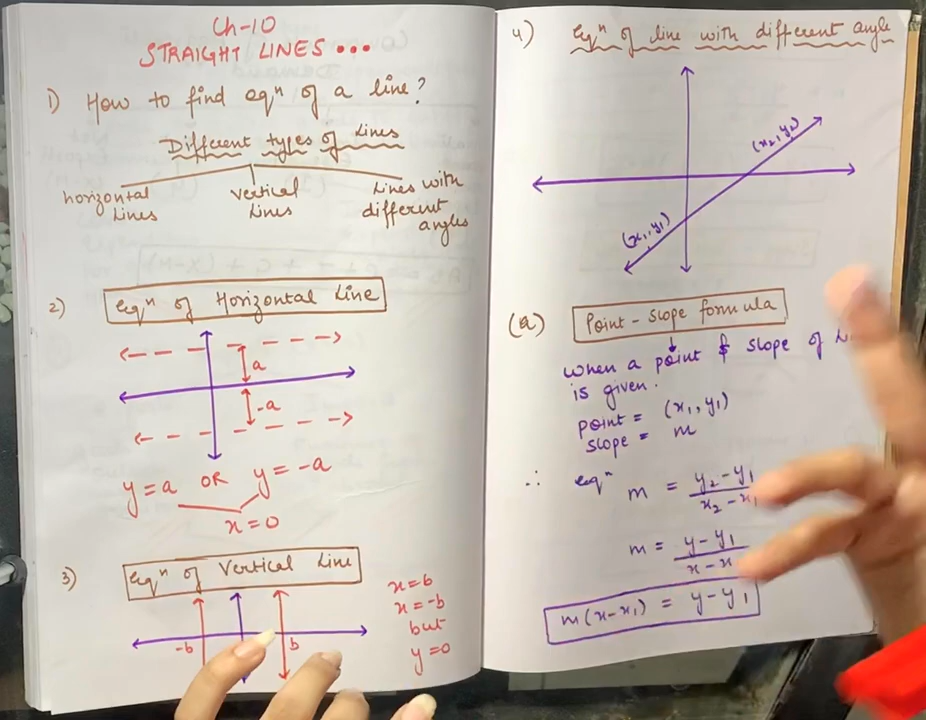 Ch-10
STRAIGHT LINES...
1) How to find eqⁿ of a line?
Different types of Lines
horizontal Lines
Vertical Lines
Lines with different angles
2) eqⁿ of Horizontal Line
a
-a
y=a OR y=-a
x=0
3) eqⁿ of Vertical Line
-b
b
x=b
x=-b
but
y=0
4) eqⁿ of line with different angle
(x₂, y₂)
(x₁, y₁)
(a) Point-slope formula
When a point & slope of
is given.
point = (x₁, y₁)
slope = m
∴ eqⁿ m = y₂-y₁/x₂-x₁
m = y-y₁/x-x
m(x-x₁) = y-y₁